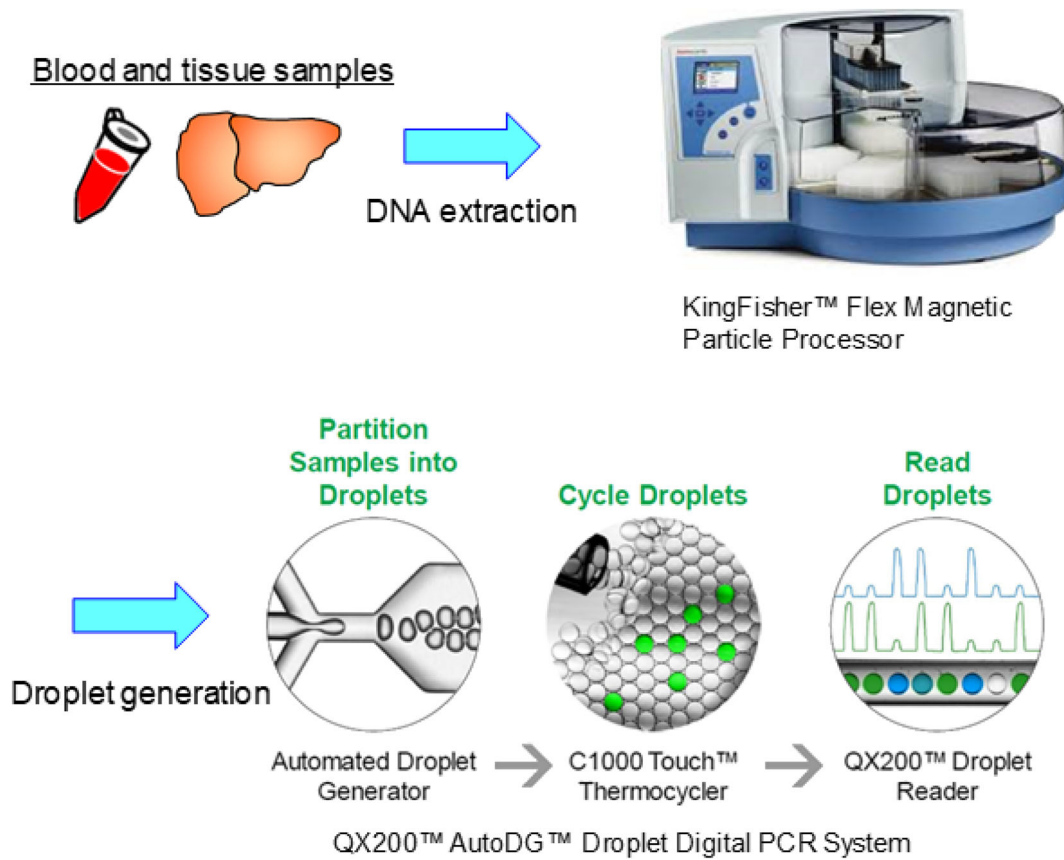 Blood and tissue samples
DNA extraction
KingFisher™ Flex Magnetic
Particle Processor
Partition
Samples into
Droplets
Cycle Droplets
Read
Droplets
Droplet generation
Automated Droplet
Generator
C1000 Touch™
Thermocycler
QX200™ Droplet
Reader
QX200™ AutoDG™ Droplet Digital PCR System